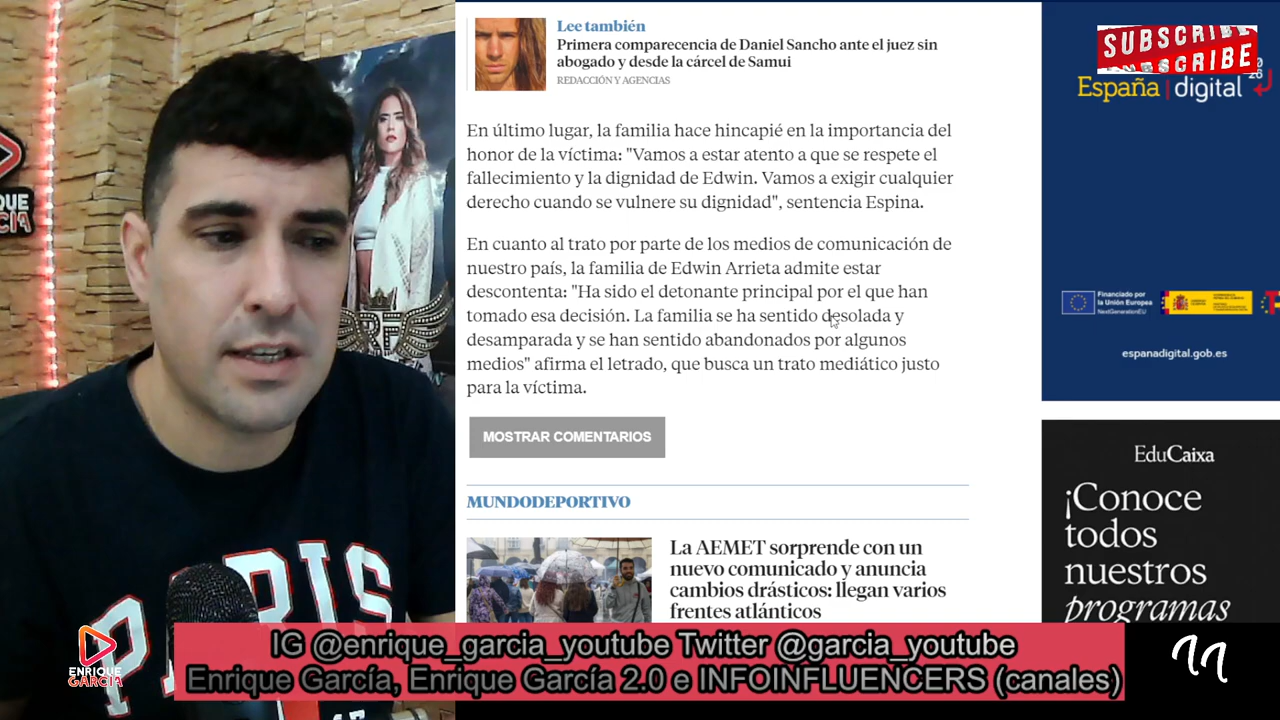 Lee también
Primera comparecencia de Daniel Sancho ante el juez sin
abogado y desde la cárcel de Samui
REDACCIÓN Y AGENCIAS
En último lugar, la familia hace hincapié en la importancia del
honor de la víctima: "Vamos a estar atento a que se respete el
fallecimiento y la dignidad de Edwin. Vamos a exigir cualquier
derecho cuando se vulnere su dignidad", sentencia Espina.
En cuanto al trato por parte de los medios de comunicación de
nuestro país, la familia de Edwin Arrieta admite estar
descontenta: "Ha sido el detonante principal por el que han
tomado esa decisión. La familia se ha sentido desolada y
desamparada y se han sentido abandonados por algunos
medios" afirma el letrado, que busca un trato mediático justo
para la víctima.
MOSTRAR COMENTARIOS
MUNDODEPORTIVO
La AEMET sorprende con un
nuevo comunicado y anuncia
cambios drásticos: llegan varios
frentes atlánticos
SUBSCRIBE
SUBSCRIBE
España | digital
Financiado por
la Unión Europea
NextGenerationEU
espanadigital.gob.es
EduCaixa
¡Conoce
todos
nuestros
programas
PARIS
ENRIQUE
GARCÍA
IG @enrique_garcia_youtube Twitter @garcia_youtube
Enrique García, Enrique García 2.0 e INFOINFLUENCERS (canales)